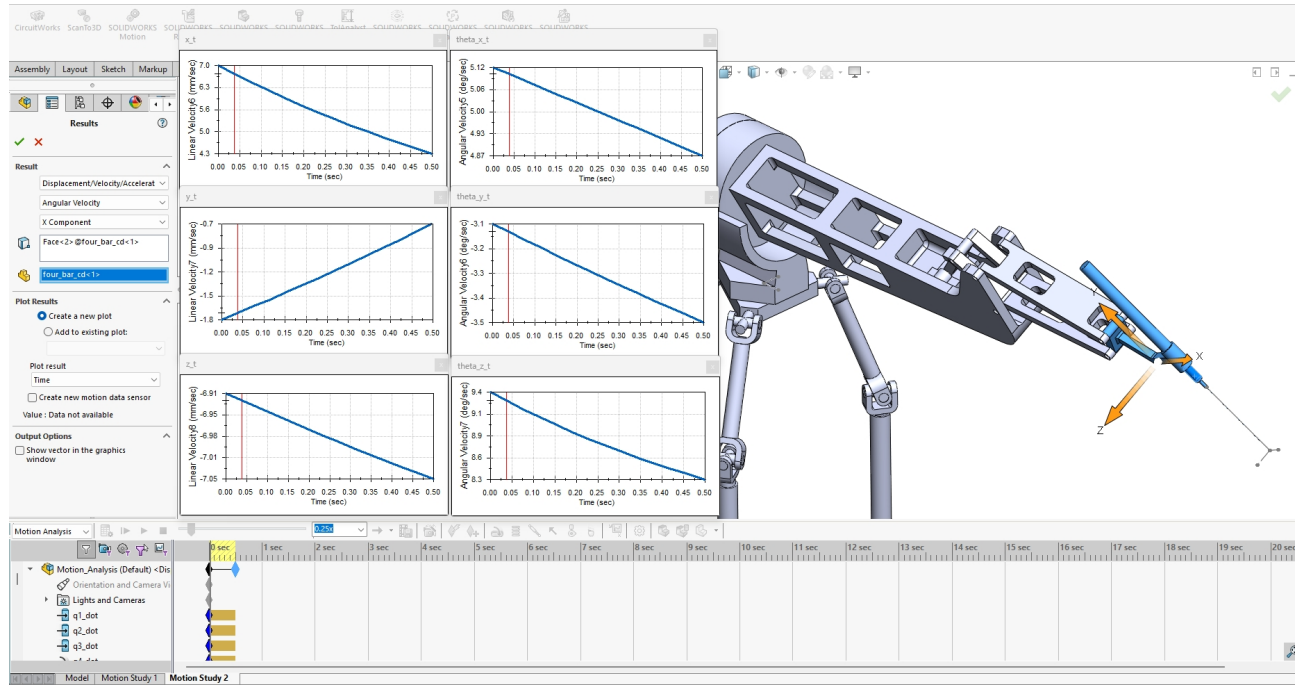 CircuitWorks ScanTo3D SOLIDWORKS SOLIDWORKS SOLIDWORKS SOLIDWORKS TolAnalyst SOLIDWORKS SOLIDWORKS SOLIDWORKS SOLIDWORKS
Motion
Assembly Layout Sketch Markup
Results
Result
Displacement/Velocity/Accelerat
Angular Velocity
X Component
Face<2>@four_bar_cd<1>
four_bar_cd<1>
Plot Results
Create a new plot
Add to existing plot:
Plot result
Time
Create new motion data sensor
Value : Data not available
Output Options
Show vector in the graphics
window
x_t
Linear Velocity6 (mm/sec)
7.0
6.3
5.6
5.0
4.3
0.00 0.05 0.10 0.15 0.20 0.25 0.30 0.35 0.40 0.45 0.50
Time (sec)
theta_x_t
Angular Velocity5 (deg/sec)
5.12
5.06
5.00
4.93
4.87
0.00 0.05 0.10 0.15 0.20 0.25 0.30 0.35 0.40 0.45 0.50
Time (sec)
y_t
Linear Velocity7 (mm/sec)
-0.7
-0.9
-1.2
-1.5
-1.8
0.00 0.05 0.10 0.15 0.20 0.25 0.30 0.35 0.40 0.45 0.50
Time (sec)
theta_y_t
Angular Velocity6 (deg/sec)
-3.1
-3.2
-3.3
-3.4
-3.5
0.00 0.05 0.10 0.15 0.20 0.25 0.30 0.35 0.40 0.45 0.50
Time (sec)
z_t
Linear Velocity8 (mm/sec)
-6.91
-6.95
-6.98
-7.01
-7.05
0.00 0.05 0.10 0.15 0.20 0.25 0.30 0.35 0.40 0.45 0.50
Time (sec)
theta_z_t
Angular Velocity7 (deg/sec)
9.4
9.1
8.9
8.6
8.3
0.00 0.05 0.10 0.15 0.20 0.25 0.30 0.35 0.40 0.45 0.50
Time (sec)
Y
X
Z
Motion Analysis
0.25x
0 sec 1 sec 2 sec 3 sec 4 sec 5 sec 6 sec 7 sec 8 sec 9 sec 10 sec 11 sec 12 sec 13 sec 14 sec 15 sec 16 sec 17 sec 18 sec 19 sec 20 sec
Motion_Analysis (Default) <Dis
Orientation and Camera Vi
Lights and Cameras
q1_dot
q2_dot
q3_dot
Model Motion Study 1 Motion Study 2